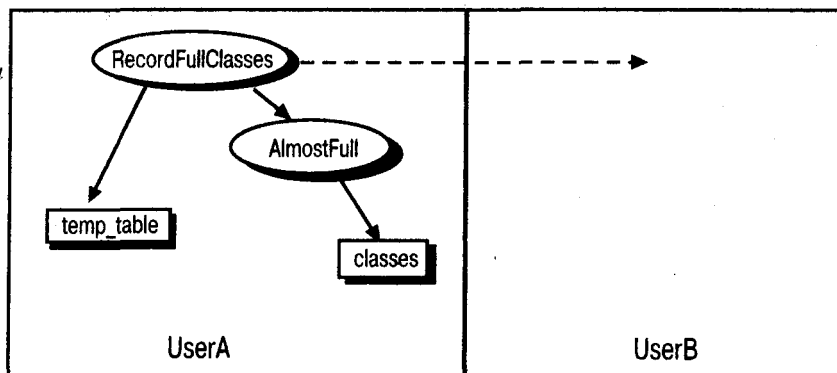 RecordFullClasses
AlmostFull
temp_table
classes
UserA
UserB